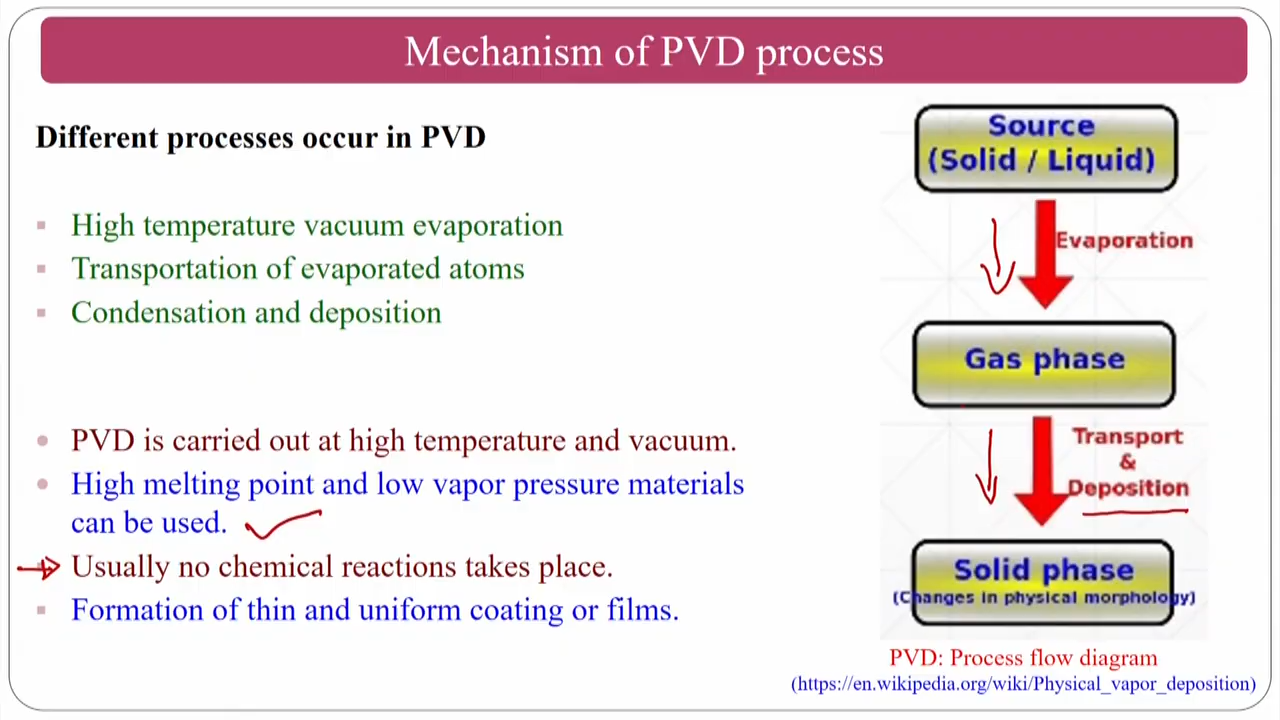 Mechanism of PVD process
Different processes occur in PVD
High temperature vacuum evaporation
Transportation of evaporated atoms
Condensation and deposition
PVD is carried out at high temperature and vacuum.
High melting point and low vapor pressure materials
can be used.
Usually no chemical reactions takes place.
Formation of thin and uniform coating or films.
Source
(Solid / Liquid)
Evaporation
Gas phase
Transport
&
Deposition
Solid phase
(Changes in physical morphology)
PVD: Process flow diagram
(https://en.wikipedia.org/wiki/Physical_vapor_deposition)